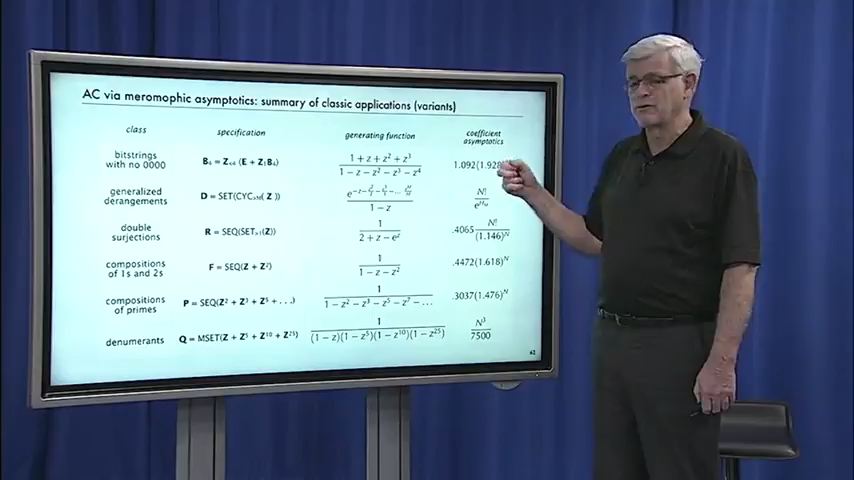 AC via meromophic asymptotics: summary of classic applications (variants)
class specification generating function coefficient asymptotics
bitstrings with no 0000 B₄ = Z<₄ (E + Z₁B₄) (1 + z + z² + z³) / (1 − z − z² − z³ − z⁴) 1.092(1.928
generalized derangements D = SET(CYC>M( Z )) 1 − z N!
double surjections R = SEQ(SET>1(Z)) 1 / (2 + z − e^z) .4065 N! / (1.146)^N
compositions of 1s and 2s F = SEQ(Z + Z²) 1 / (1 − z − z²) .4472(1.618)^N
compositions of primes P = SEQ(Z² + Z³ + Z⁵ + . . .) 1 / (1 − z² − z³ − z⁵ − z⁷ − ...) .3037(1.476)^N
denumerants Q = MSET(Z + Z⁵ + Z¹⁰ + Z²⁵) 1 / ((1 − z)(1 − z⁵)(1 − z¹⁰)(1 − z²⁵)) N³ / 7500
62